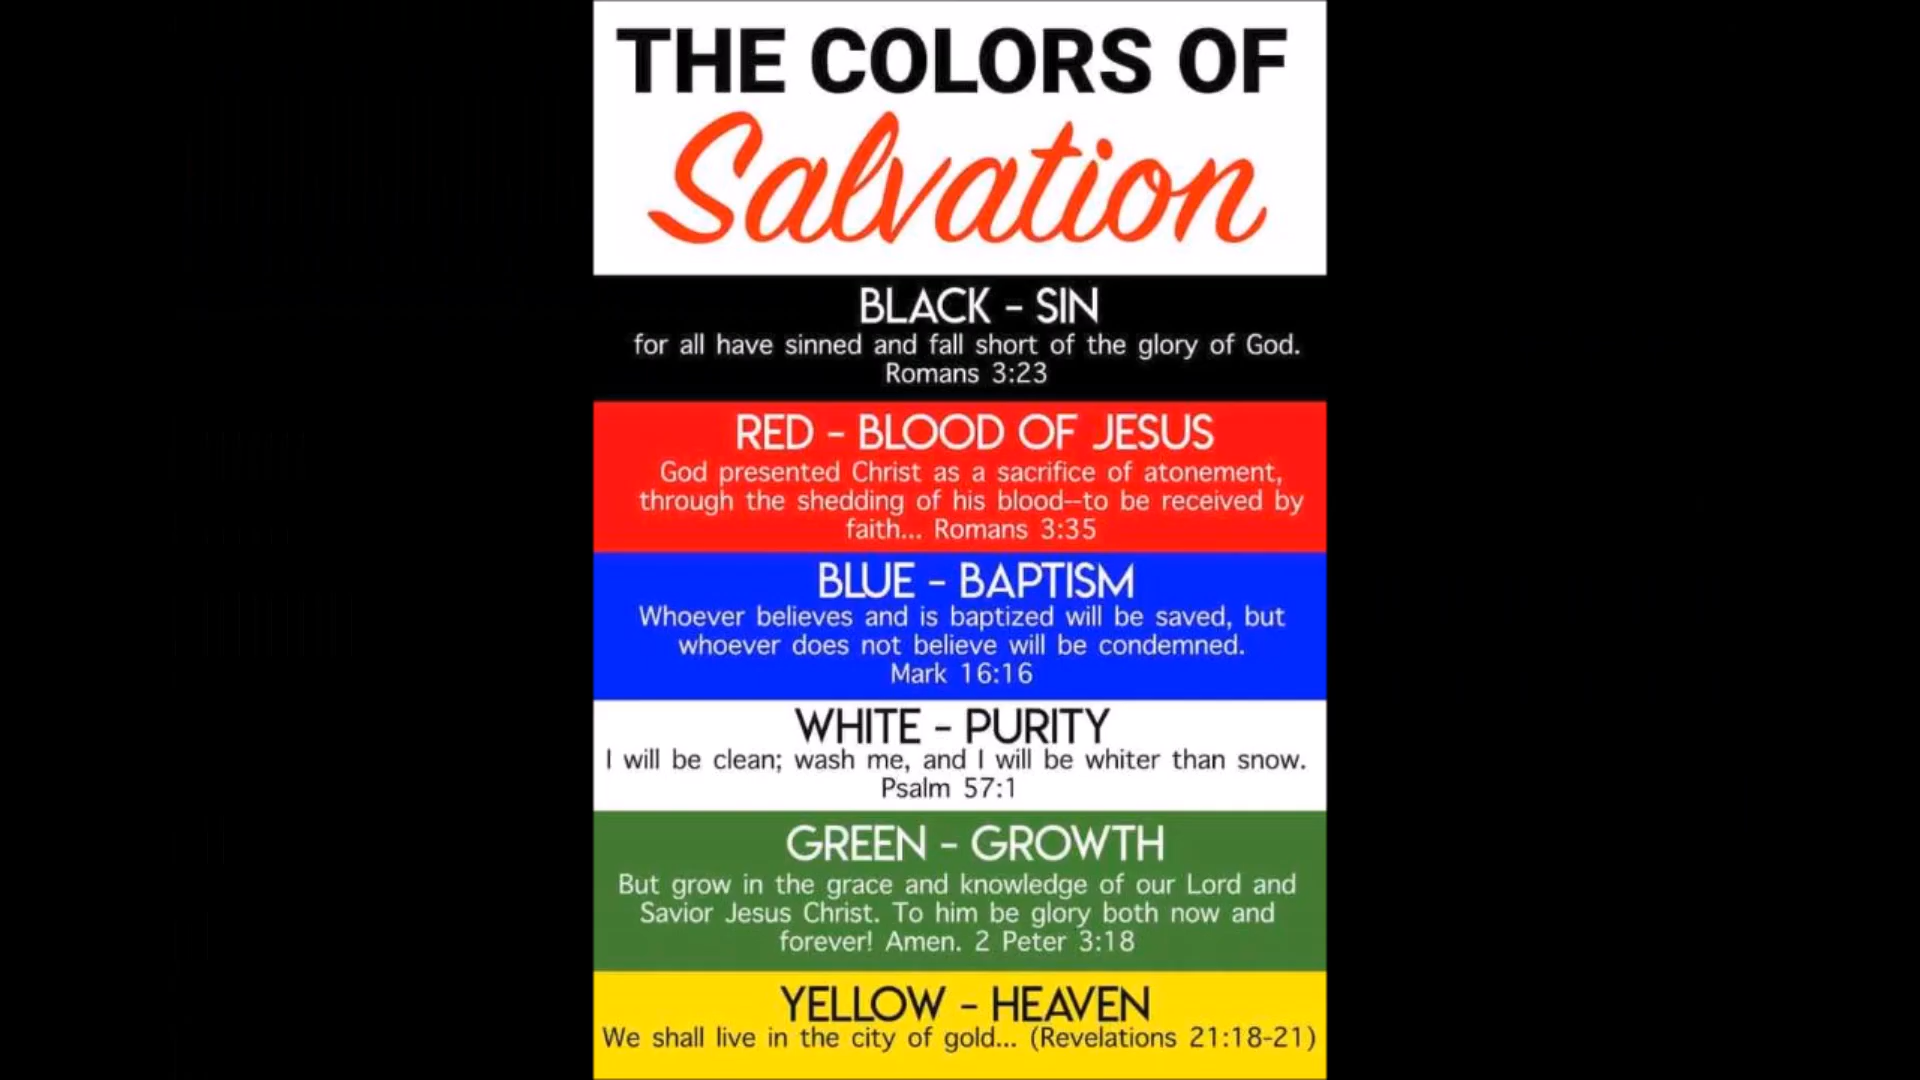 THE COLORS OF
Salvation
BLACK - SIN
for all have sinned and fall short of the glory of God.
Romans 3:23
RED - BLOOD OF JESUS
God presented Christ as a sacrifice of atonement,
through the shedding of his blood--to be received by
faith... Romans 3:35
BLUE - BAPTISM
Whoever believes and is baptized will be saved, but
whoever does not believe will be condemned.
Mark 16:16
WHITE - PURITY
I will be clean; wash me, and I will be whiter than snow.
Psalm 57:1
GREEN - GROWTH
But grow in the grace and knowledge of our Lord and
Savior Jesus Christ. To him be glory both now and
forever! Amen. 2 Peter 3:18
YELLOW - HEAVEN
We shall live in the city of gold... (Revelations 21:18-21)